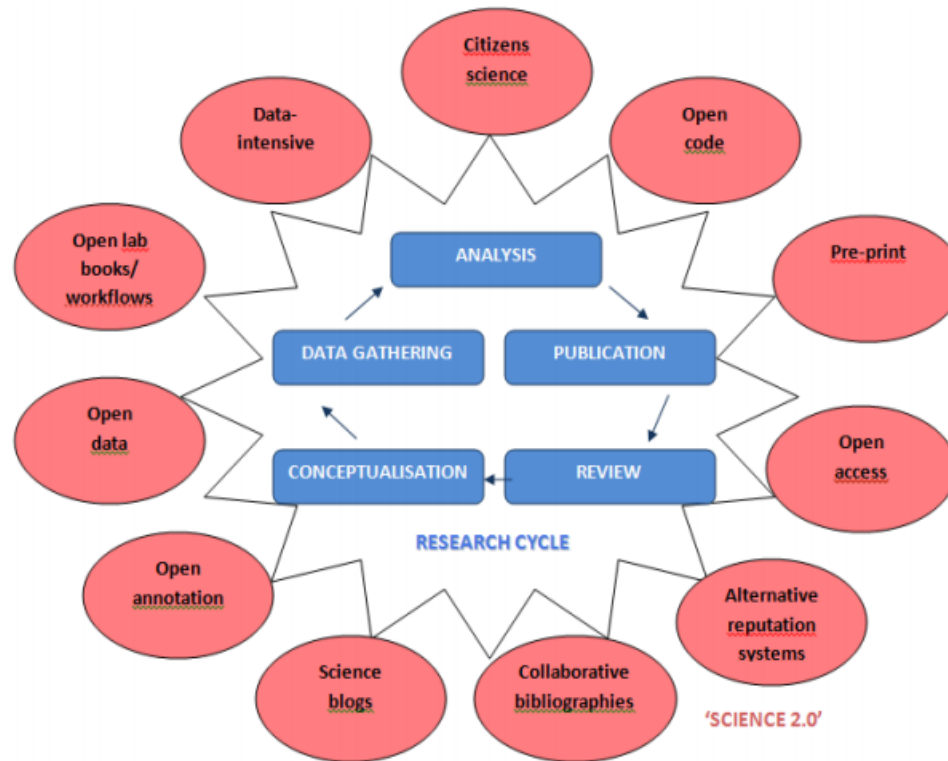 Citizens
science
Data-
intensive
Open
code
Open lab
books/
workflows
ANALYSIS
Pre-print
DATA GATHERING
PUBLICATION
Open
data
Open
access
CONCEPTUALISATION
REVIEW
RESEARCH CYCLE
Open
annotation
Alternative
reputation
systems
Science
blogs
Collaborative
bibliographies
'SCIENCE 2.0'